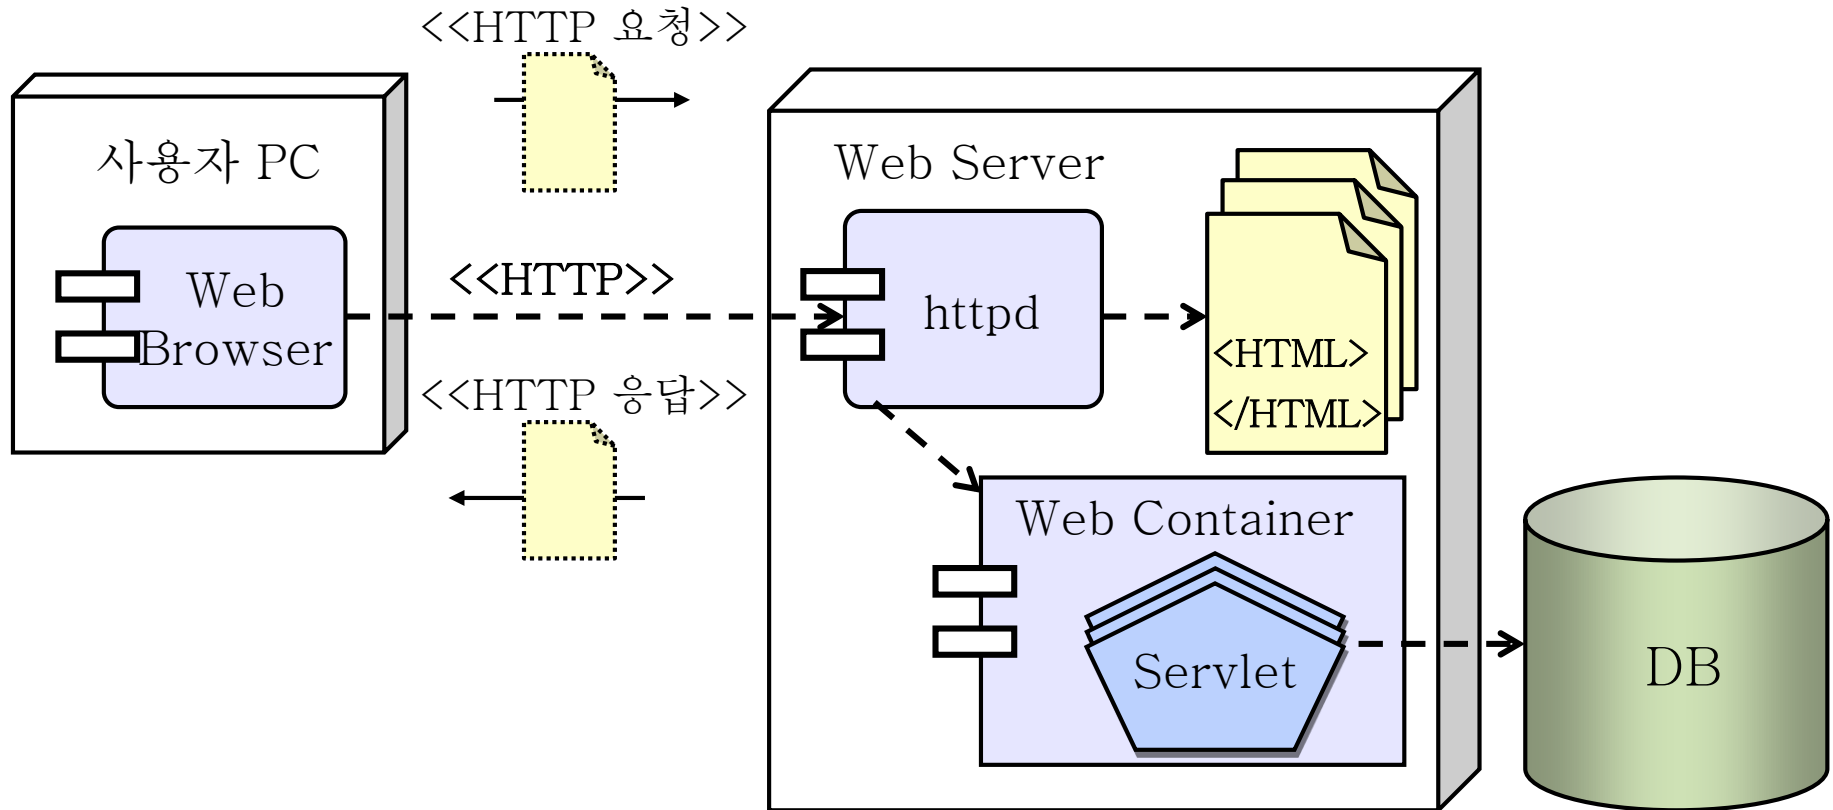 <<HTTP 요청>>
사용자 PC
Web
Browser
<<HTTP>>
<<HTTP 응답>>
Web Server
httpd
<HTML>
</HTML>
Web Container
Servlet
DB